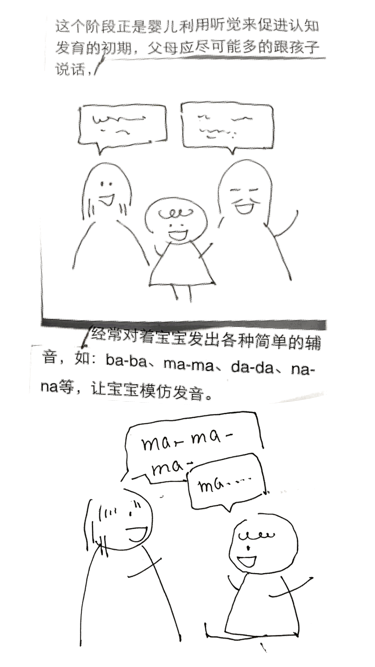 这个阶段正是婴儿利用听觉来促进认知
发育的初期，父母应尽可能多的跟孩子
说话，
经常对着宝宝发出各种简单的辅
音，如：ba-ba、ma-ma、da-da、na-
na等，让宝宝模仿发音。
ma- ma-
ma-
ma....